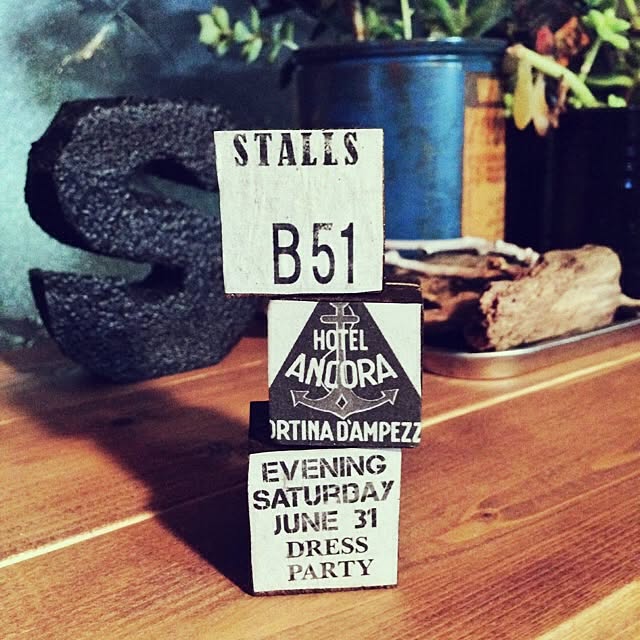 S
STALLS
B51
HOTEL
ANCORA
ORTINA D'AMPEZZ
EVENING
SATURDAY
JUNE 31
DRESS
PARTY